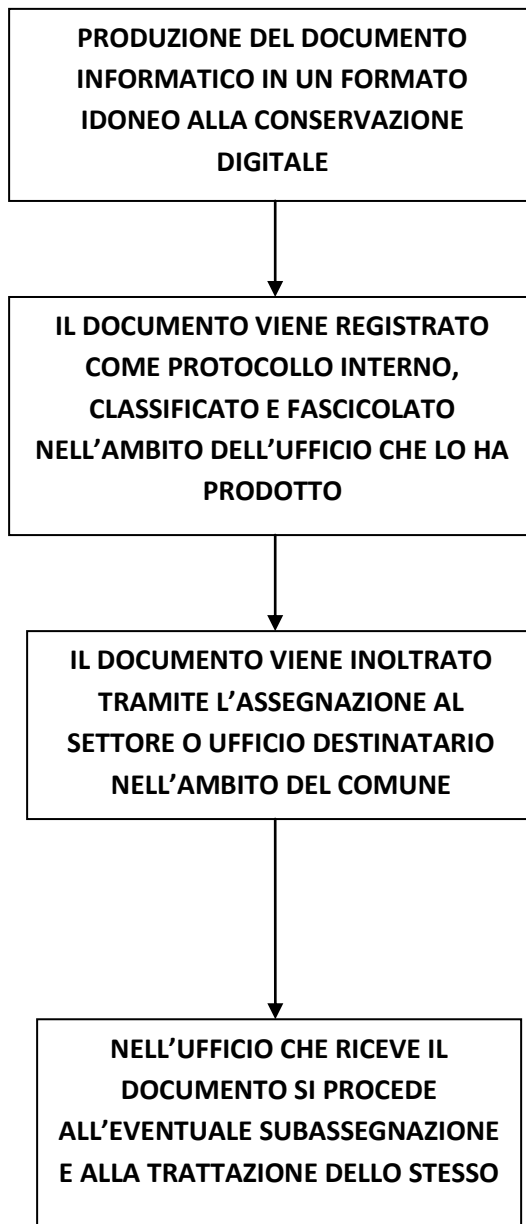 PRODUZIONE DEL DOCUMENTO
INFORMATICO IN UN FORMATO
IDONEO ALLA CONSERVAZIONE
DIGITALE
IL DOCUMENTO VIENE REGISTRATO
COME PROTOCOLLO INTERNO,
CLASSIFICATO E FASCICOLATO
NELL’AMBITO DELL’UFFICIO CHE LO HA
PRODOTTO
IL DOCUMENTO VIENE INOLTRATO
TRAMITE L’ASSEGNAZIONE AL
SETTORE O UFFICIO DESTINATARIO
NELL’AMBITO DEL COMUNE
NELL’UFFICIO CHE RICEVE IL
DOCUMENTO SI PROCEDE
ALL’EVENTUALE SUBASSEGNAZIONE
E ALLA TRATTAZIONE DELLO STESSO